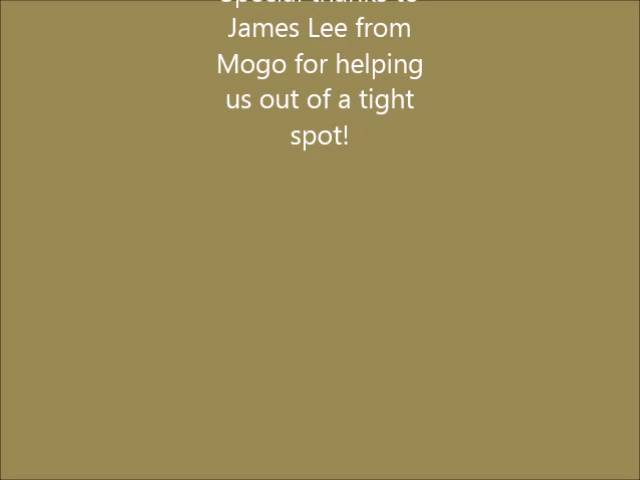 Special thanks to
James Lee from
Mogo for helping
us out of a tight
spot!